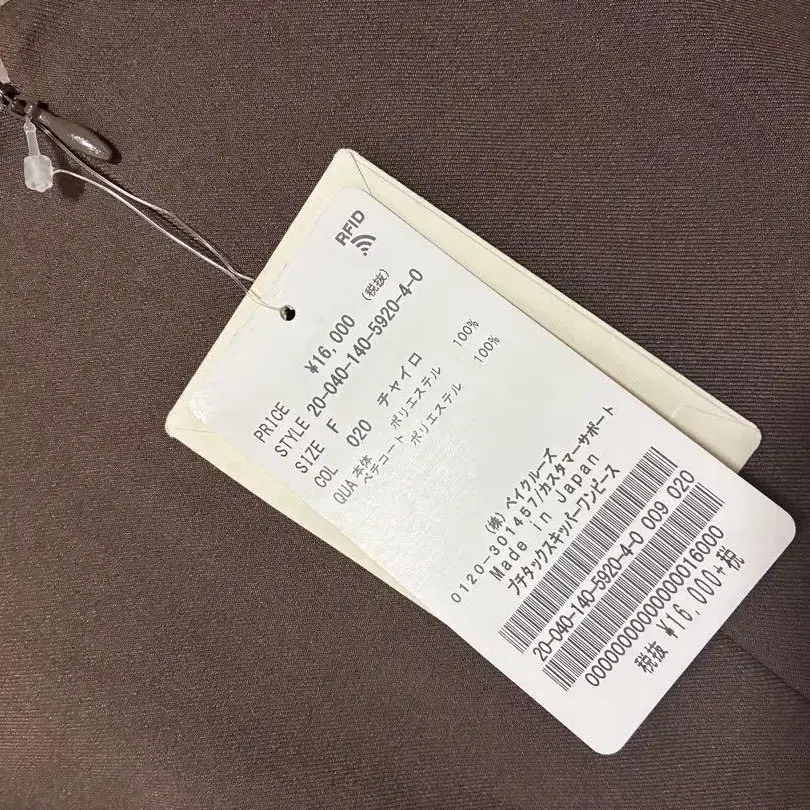 RFID
PRICE ¥16,000 (税抜)
STYLE 20-040-140-5920-4-0
SIZE F
COL 020 チャイロ
QUA 本体 ポリエステル 100%
ペチコート ポリエステル 100%
(株) ベイクルーズ
0120-301457/カスタマーサポート
Made in Japan
プチタックスキッパーワンピース
20-040-140-5920-4-0 009 020
0000000000000016000
税抜 ¥16,000+税